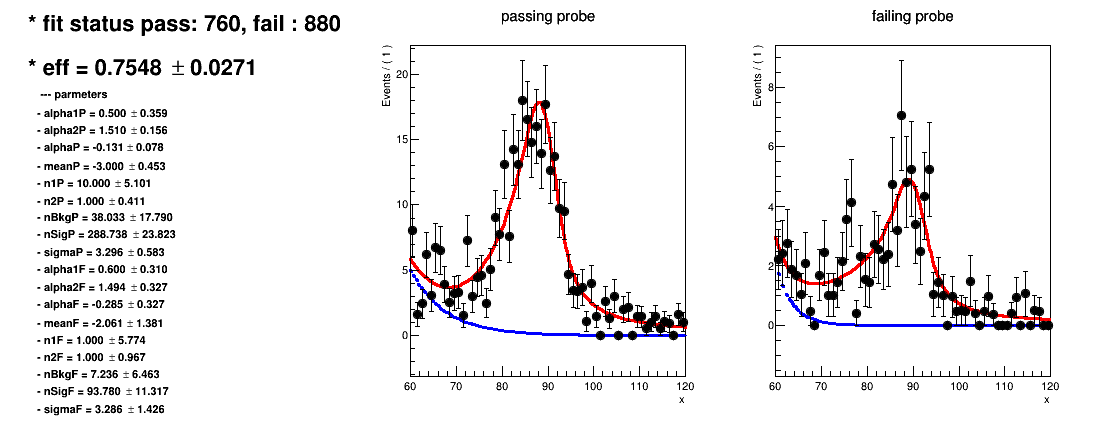 * fit status pass: 760, fail : 880
* eff = 0.7548 ± 0.0271
--- parmeters
- alpha1P = 0.500 ± 0.359
- alpha2P = 1.510 ± 0.156
- alphaP = -0.131 ± 0.078
- meanP = -3.000 ± 0.453
- n1P = 10.000 ± 5.101
- n2P = 1.000 ± 0.411
- nBkgP = 38.033 ± 17.790
- nSigP = 288.738 ± 23.823
- sigmaP = 3.296 ± 0.583
- alpha1F = 0.600 ± 0.310
- alpha2F = 1.494 ± 0.327
- alphaF = -0.285 ± 0.327
- meanF = -2.061 ± 1.381
- n1F = 1.000 ± 5.774
- n2F = 1.000 ± 0.967
- nBkgF = 7.236 ± 6.463
- nSigF = 93.780 ± 11.317
- sigmaF = 3.286 ± 1.426
passing probe
Events / ( 1 )
20
15
10
5
0
60 70 80 90 100 110 120
x
failing probe
Events / ( 1 )
8
6
4
2
0
60 70 80 90 100 110 120
x